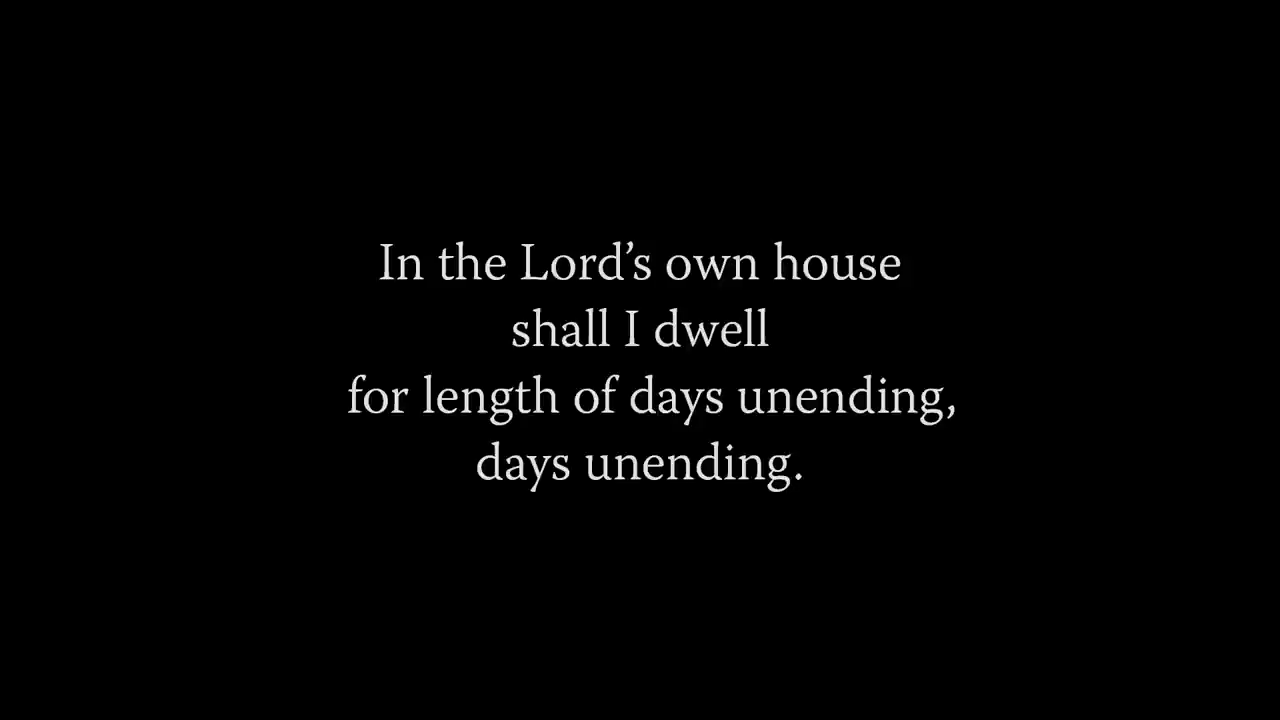 In the Lord’s own house
shall I dwell
for length of days unending,
days unending.